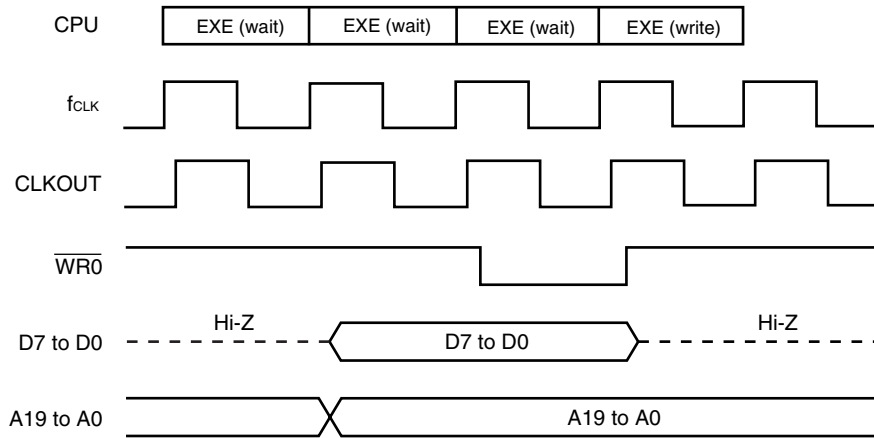 CPU EXE (wait) EXE (wait) EXE (wait) EXE (write)
fCLK
CLKOUT
WR0
Hi-Z Hi-Z
D7 to D0 D7 to D0
A19 to A0 A19 to A0